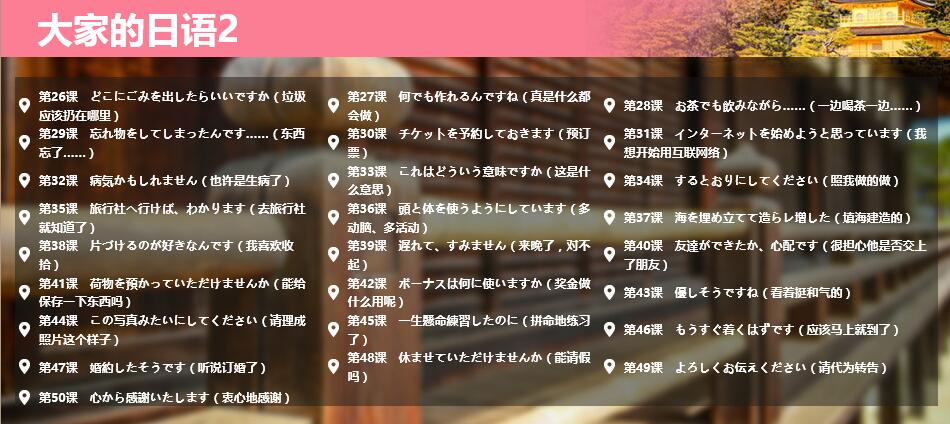 大家的日语2
第26课 どこにごみを出したらいいですか（垃圾
应该扔在哪里）
第27课 何でも作れるんですね（真是什么都
会做）
第28课 お茶でも飲みながら……（一边喝茶一边……）
第29课 忘れ物をしてしまったんです……（东西
忘了……）
第30课 チケットを予約しておきます（预订
票）
第31课 インターネットを始めようと思っています（我
想开始用互联网络）
第32课 病気かもしれません（也许是生病了）
第33课 これはどういう意味ですか（这是什
么意思）
第34课 するとおりにしてください（照我做的做）
第35课 旅行社へ行けば、わかります（去旅行社
就知道了）
第36课 頭と体を使うようにしています（多
动脑、多活动）
第37课 海を埋め立てて造らレ増した（填海建造的）
第38课 片づけるのが好きなんです（我喜欢收
拾）
第39课 遅れて、すみません（来晚了，对不
起）
第40课 友達ができたか、心配です（很担心他是否交上
了朋友）
第41课 荷物を預かっていただけませんか（能给
保存一下东西吗）
第42课 ボーナスは何に使いますか（奖金做
什么用呢）
第43课 優しそうですね（看着挺和气的）
第44课 この写真みたいにしてください（请理成
照片这个样子）
第45课 一生懸命練習したのに（拼命地练习
了）
第46课 もうすぐ着くはずです（应该马上就到了）
第47课 婚約したそうです（听说订婚了）
第48课 休ませていただけませんか（能请假
吗）
第49课 よろしくお伝えください（请代为转告）
第50课 心から感謝いたします（衷心地感谢）